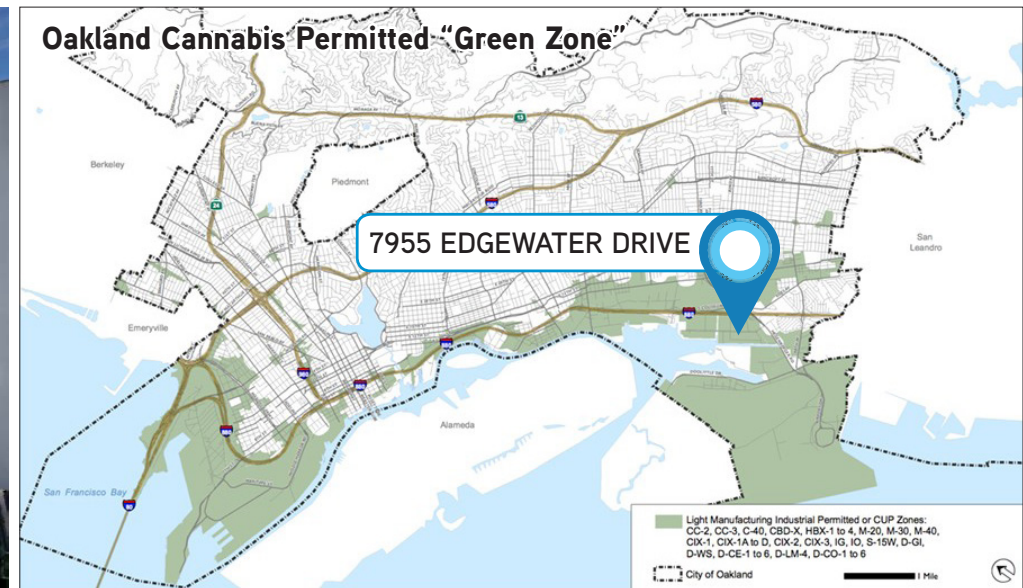 Oakland Cannabis Permitted “Green Zone”
13
Berkeley
Piedmont
24
7955 EDGEWATER DRIVE
San
Leandro
Emeryville
Alameda
San Francisco Bay
Light Manufacturing Industrial Permitted or CUP Zones:
CC-2, CC-3, C-40, CBD-X, HBX-1 to 4, M-20, M-30, M-40,
CIX-1, CIX-1A to D, CIX-2, CIX-3, IG, IO, S-15W, D-GI,
D-WS, D-CE-1 to 6, D-LM-4, D-CO-1 to 6
City of Oakland
1 Mile